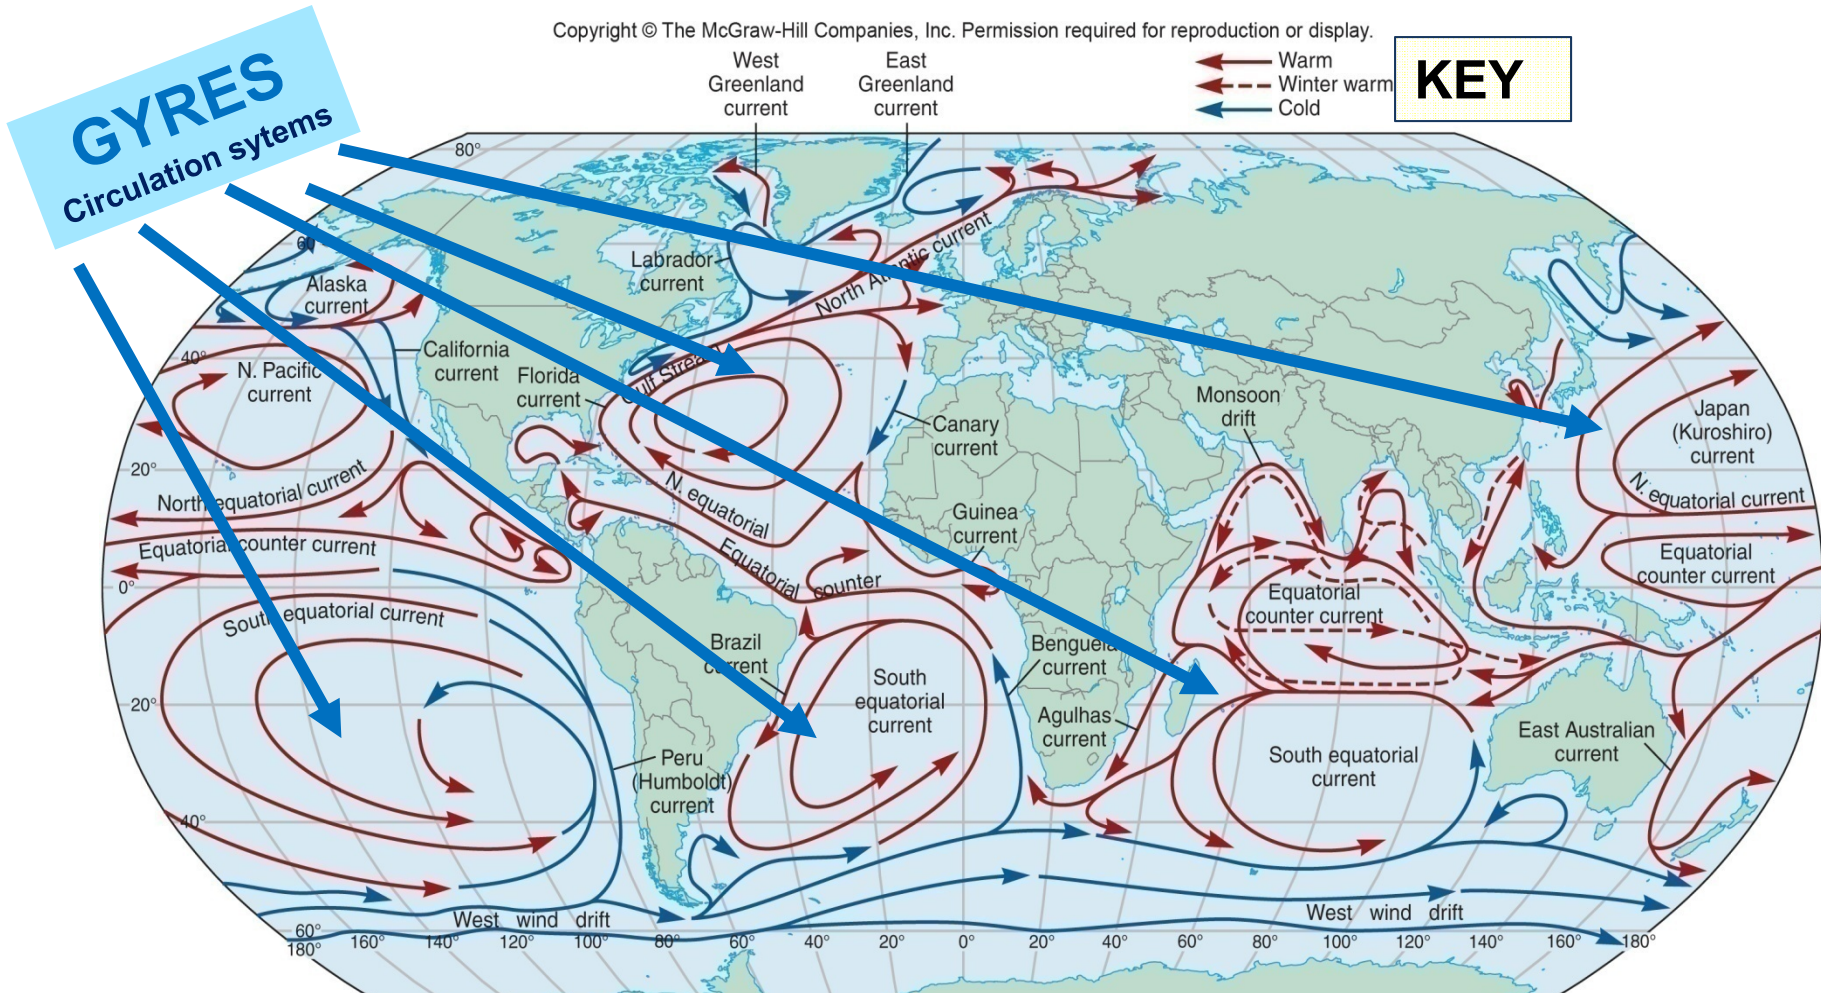 Copyright © The McGraw-Hill Companies, Inc. Permission required for reproduction or display.
GYRES
Circulation sytems
West
Greenland
current
East
Greenland
current
Warm
Winter warm
Cold
KEY
80°
60
Alaska
current
Labrador
current
North Atlantic current
40°
N. Pacific
current
California
current
Florida
current
Gulf Stream
Canary
current
Monsoon
drift
Japan
(Kuroshiro)
current
20°
North equatorial current
N. equatorial
Guinea
current
N. equatorial current
Equatorial counter current
Equatorial counter
Equatorial
counter current
Equatorial
counter current
0°
South equatorial current
Brazil
current
Benguela
current
South
equatorial
current
20°
Agulhas
current
Peru
(Humboldt)
current
South equatorial
current
East Australian
current
40°
West wind drift
West wind drift
60°
180°
160°
140°
120°
100°
80°
60°
40°
20°
0°
20°
40°
60°
80°
100°
120°
140°
160°
180°